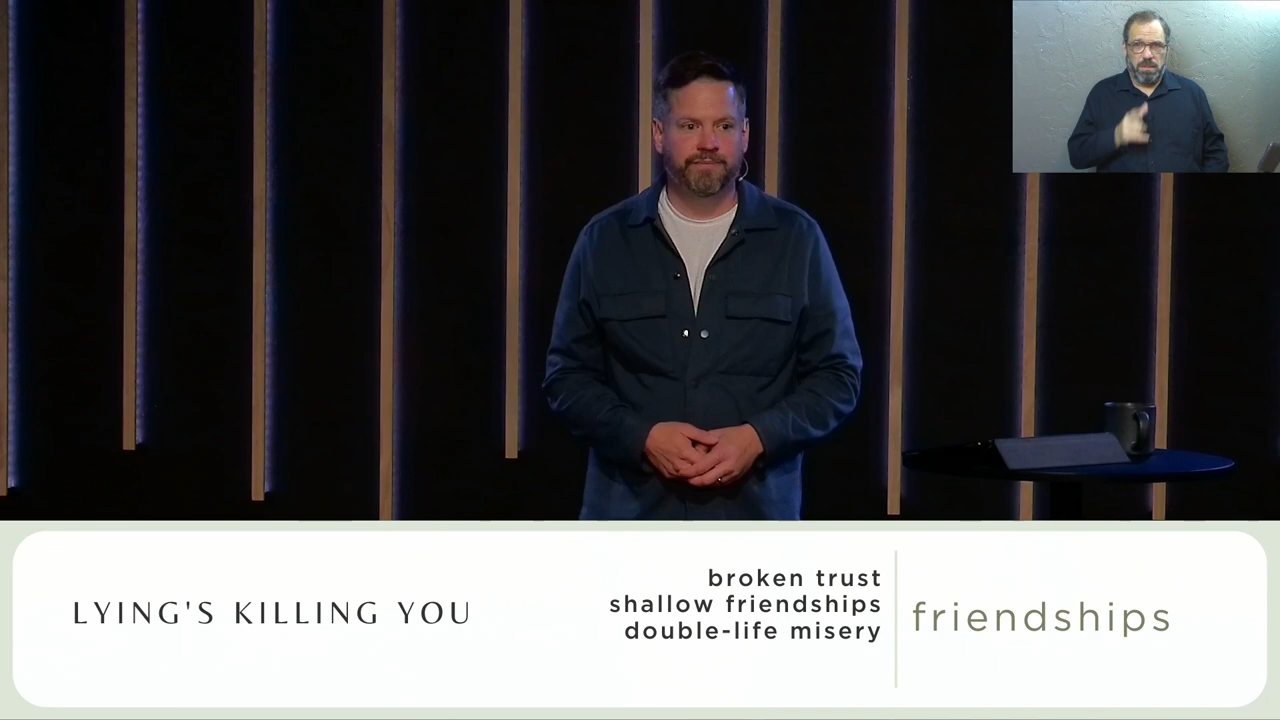 LYING'S KILLING YOU
broken trust
shallow friendships
double-life misery
friendships